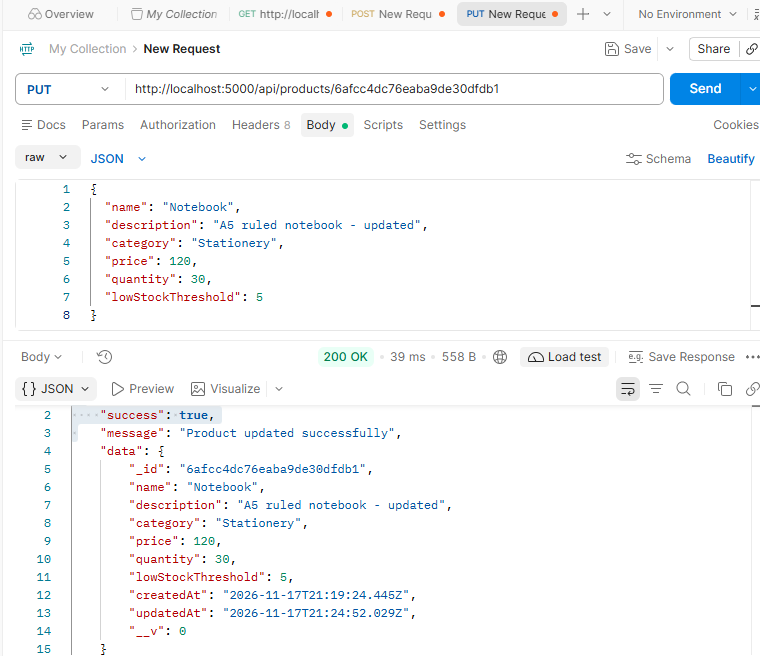 Overview My Collection GET http://localh POST New Requ PUT New Reque No Environment
HTTP My Collection > New Request Save Share
PUT http://localhost:5000/api/products/6afcc4dc76eaba9de30dfdb1 Send
Docs Params Authorization Headers 8 Body Scripts Settings Cookies
raw JSON Schema Beautify
1 {
2 "name": "Notebook",
3 "description": "A5 ruled notebook - updated",
4 "category": "Stationery",
5 "price": 120,
6 "quantity": 30,
7 "lowStockThreshold": 5
8 }
Body 200 OK • 39 ms • 558 B • Load test e.g. Save Response •••
{} JSON Preview Visualize
2 "success": true,
3 "message": "Product updated successfully",
4 "data": {
5 "_id": "6afcc4dc76eaba9de30dfdb1",
6 "name": "Notebook",
7 "description": "A5 ruled notebook - updated",
8 "category": "Stationery",
9 "price": 120,
10 "quantity": 30,
11 "lowStockThreshold": 5,
12 "createdAt": "2026-11-17T21:19:24.445Z",
13 "updatedAt": "2026-11-17T21:24:52.029Z",
14 "__v": 0
15 }